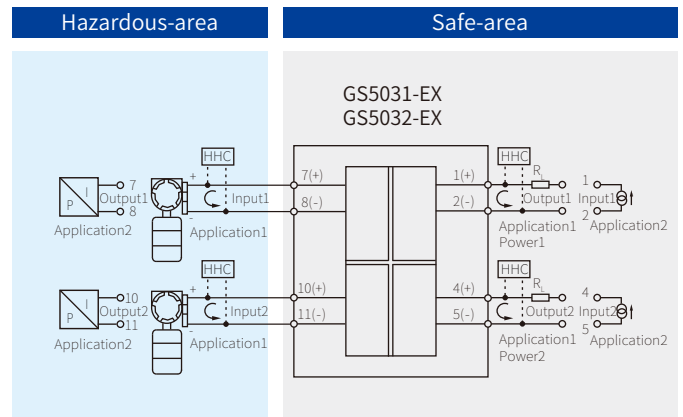 Hazardous-area
Safe-area
GS5031-EX
GS5032-EX
HHC
HHC
7(+)
1(+)
RL
+
I
P
7
8
Output1
Input1
8(-)
2(-)
Output1
1
2
Input1
-
Application2
Application1
Application1
Power1
Application2
HHC
HHC
10(+)
4(+)
RL
+
I
P
10
11
Output2
Input2
11(-)
5(-)
Output2
4
5
Input2
-
Application2
Application1
Application1
Power2
Application2